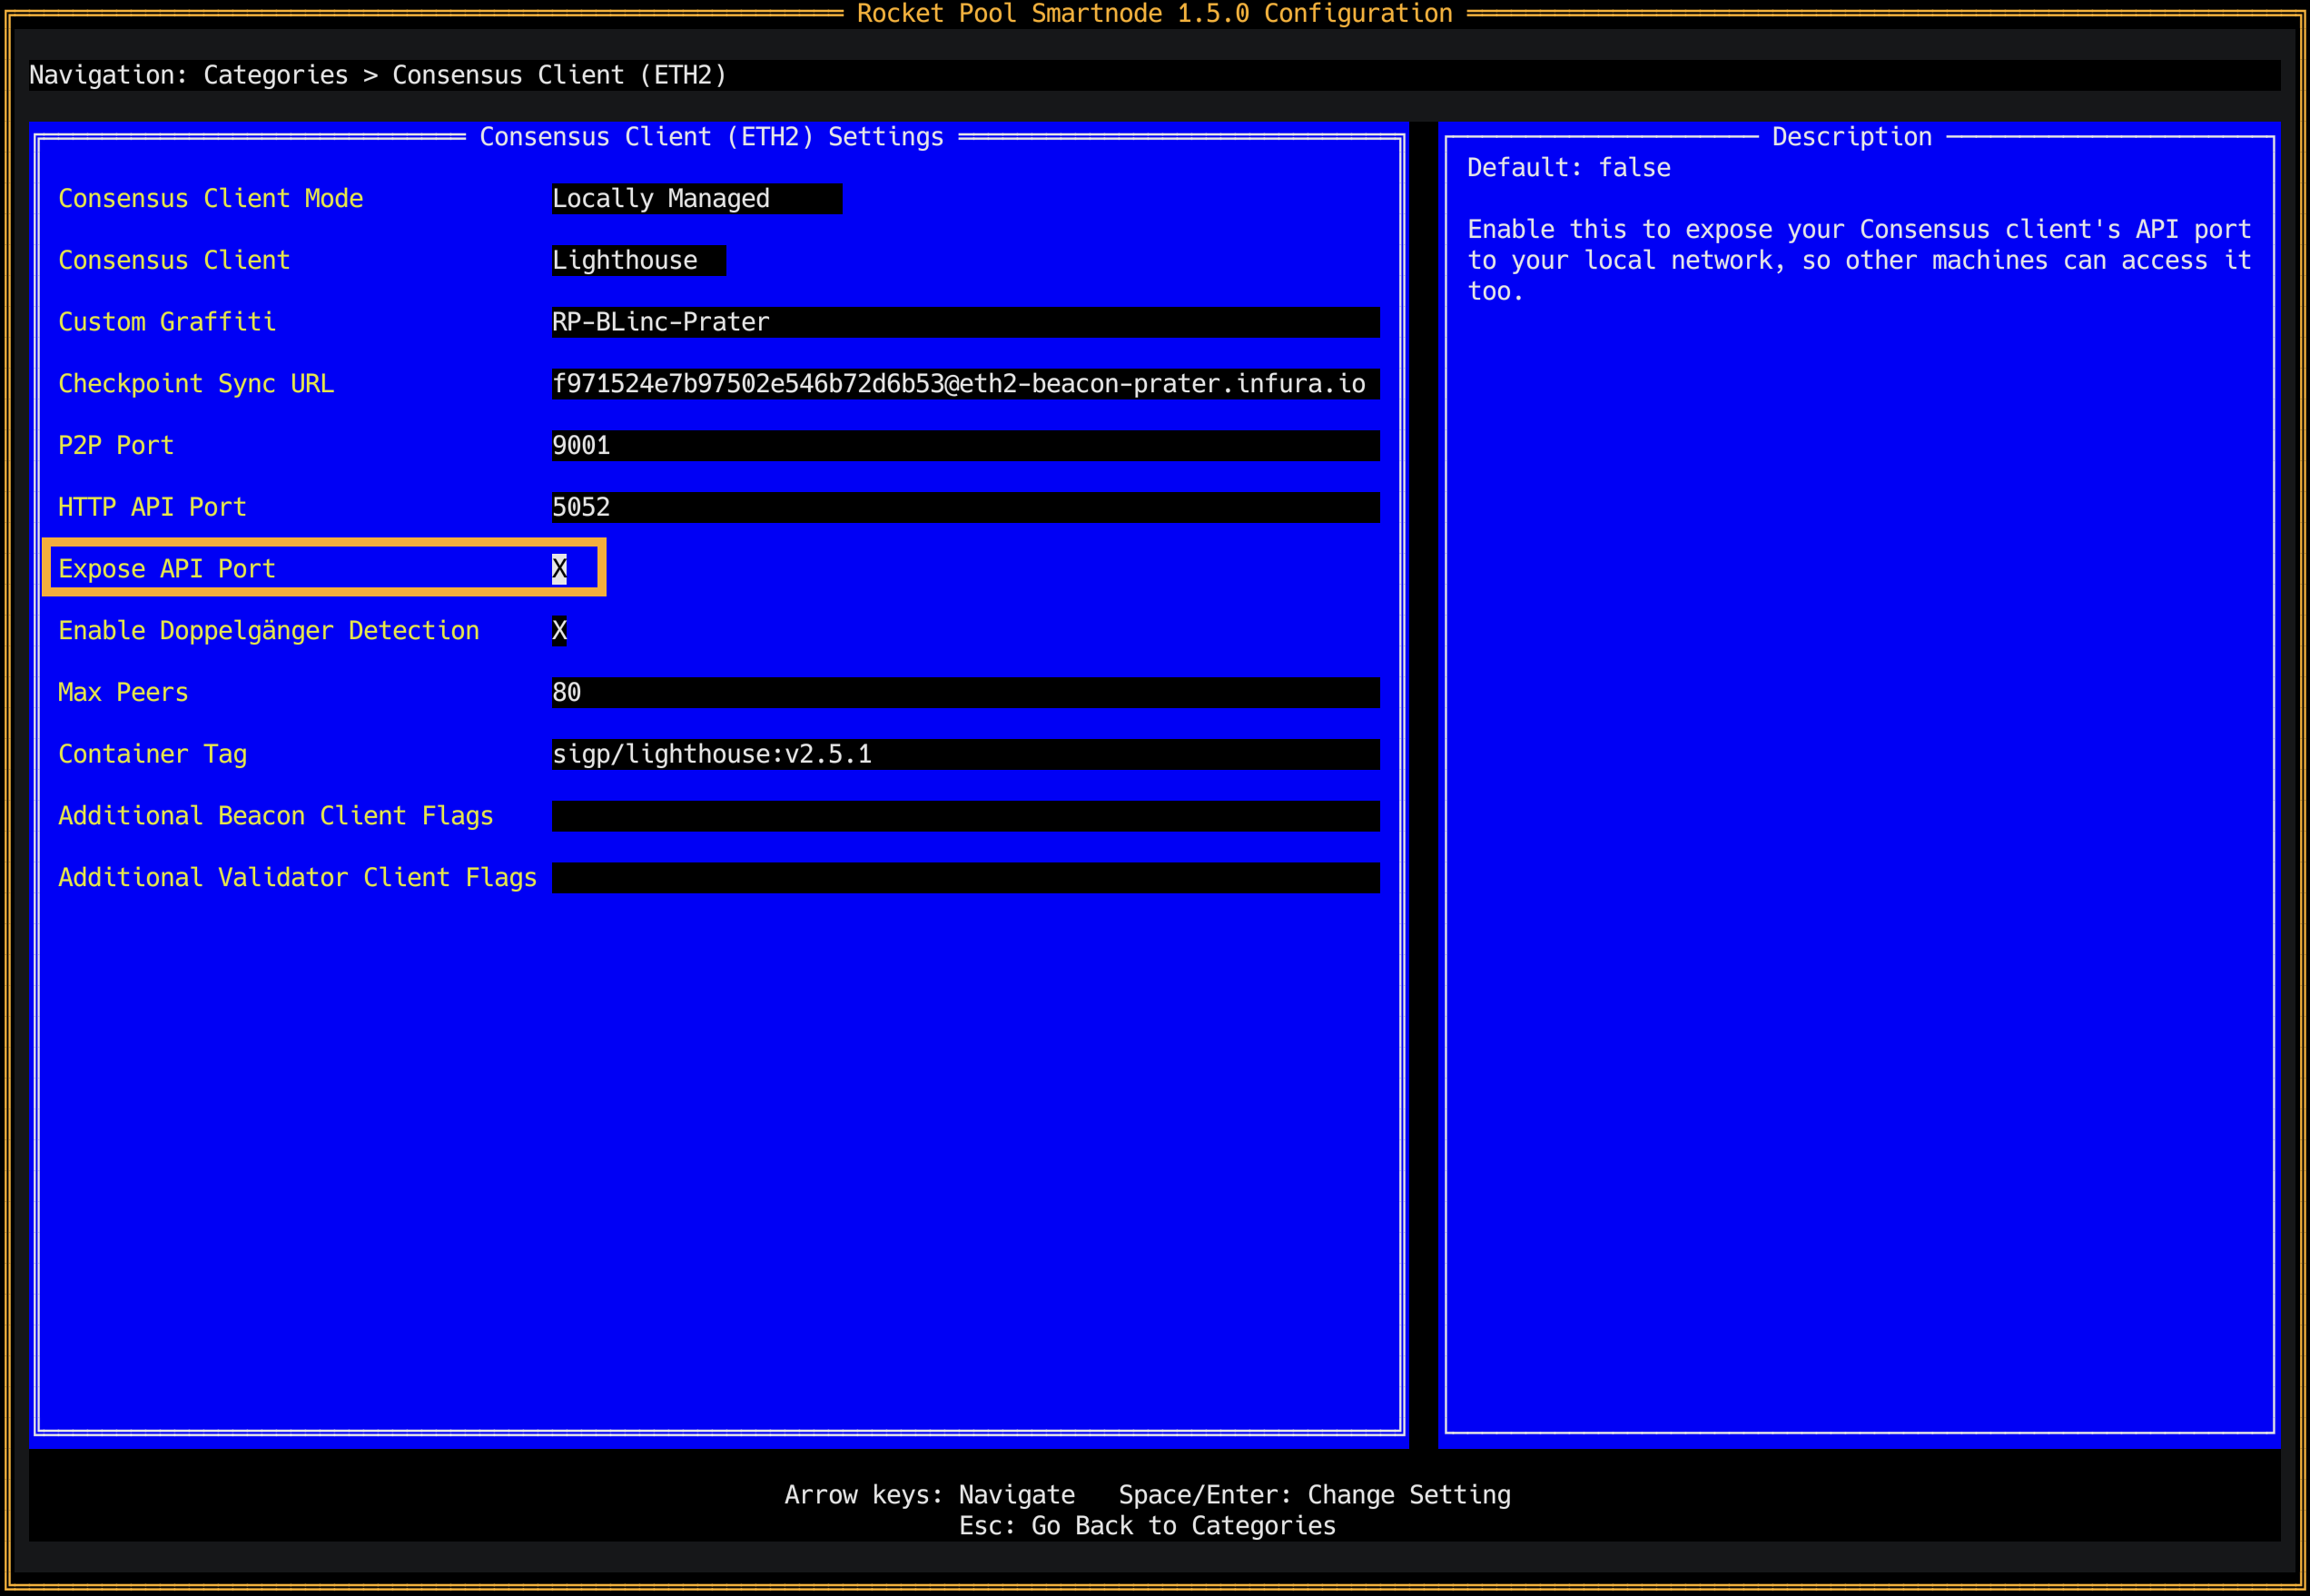 Rocket Pool Smartnode 1.5.0 Configuration
Navigation: Categories > Consensus Client (ETH2)
Consensus Client (ETH2) Settings
Consensus Client Mode Locally Managed
Consensus Client Lighthouse
Custom Graffiti RP-BLinc-Prater
Checkpoint Sync URL f971524e7b97502e546b72d6b53@eth2-beacon-prater.infura.io
P2P Port 9001
HTTP API Port 5052
Expose API Port X
Enable Doppelgänger Detection X
Max Peers 80
Container Tag sigp/lighthouse:v2.5.1
Additional Beacon Client Flags
Additional Validator Client Flags
Description
Default: false
Enable this to expose your Consensus client's API port
to your local network, so other machines can access it
too.
Arrow keys: Navigate Space/Enter: Change Setting
Esc: Go Back to Categories